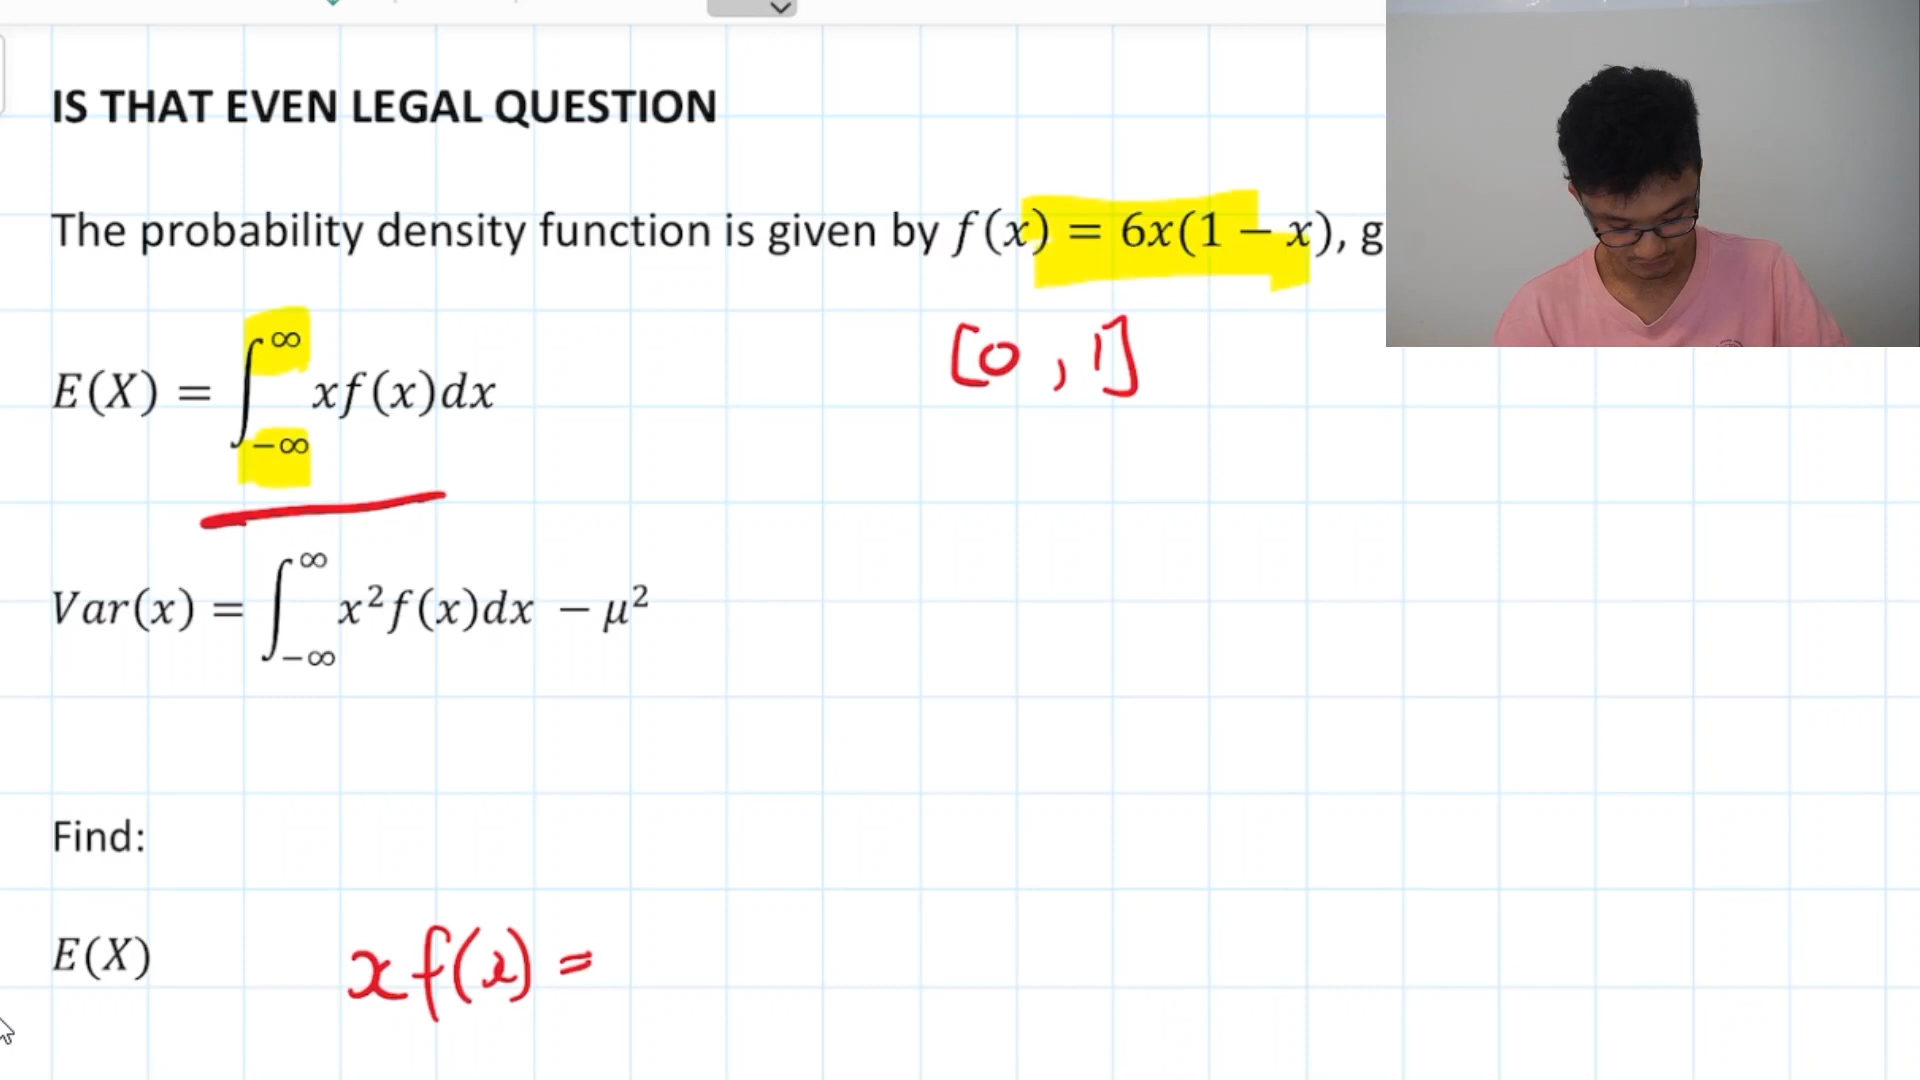 IS THAT EVEN LEGAL QUESTION
The probability density function is given by f(x) = 6x(1 − x), g
[0 , 1]
E(X) = ∫_{−∞}^{∞} xf(x)dx
Var(x) = ∫_{−∞}^{∞} x²f(x)dx − μ²
Find:
E(X)
x f(x) =